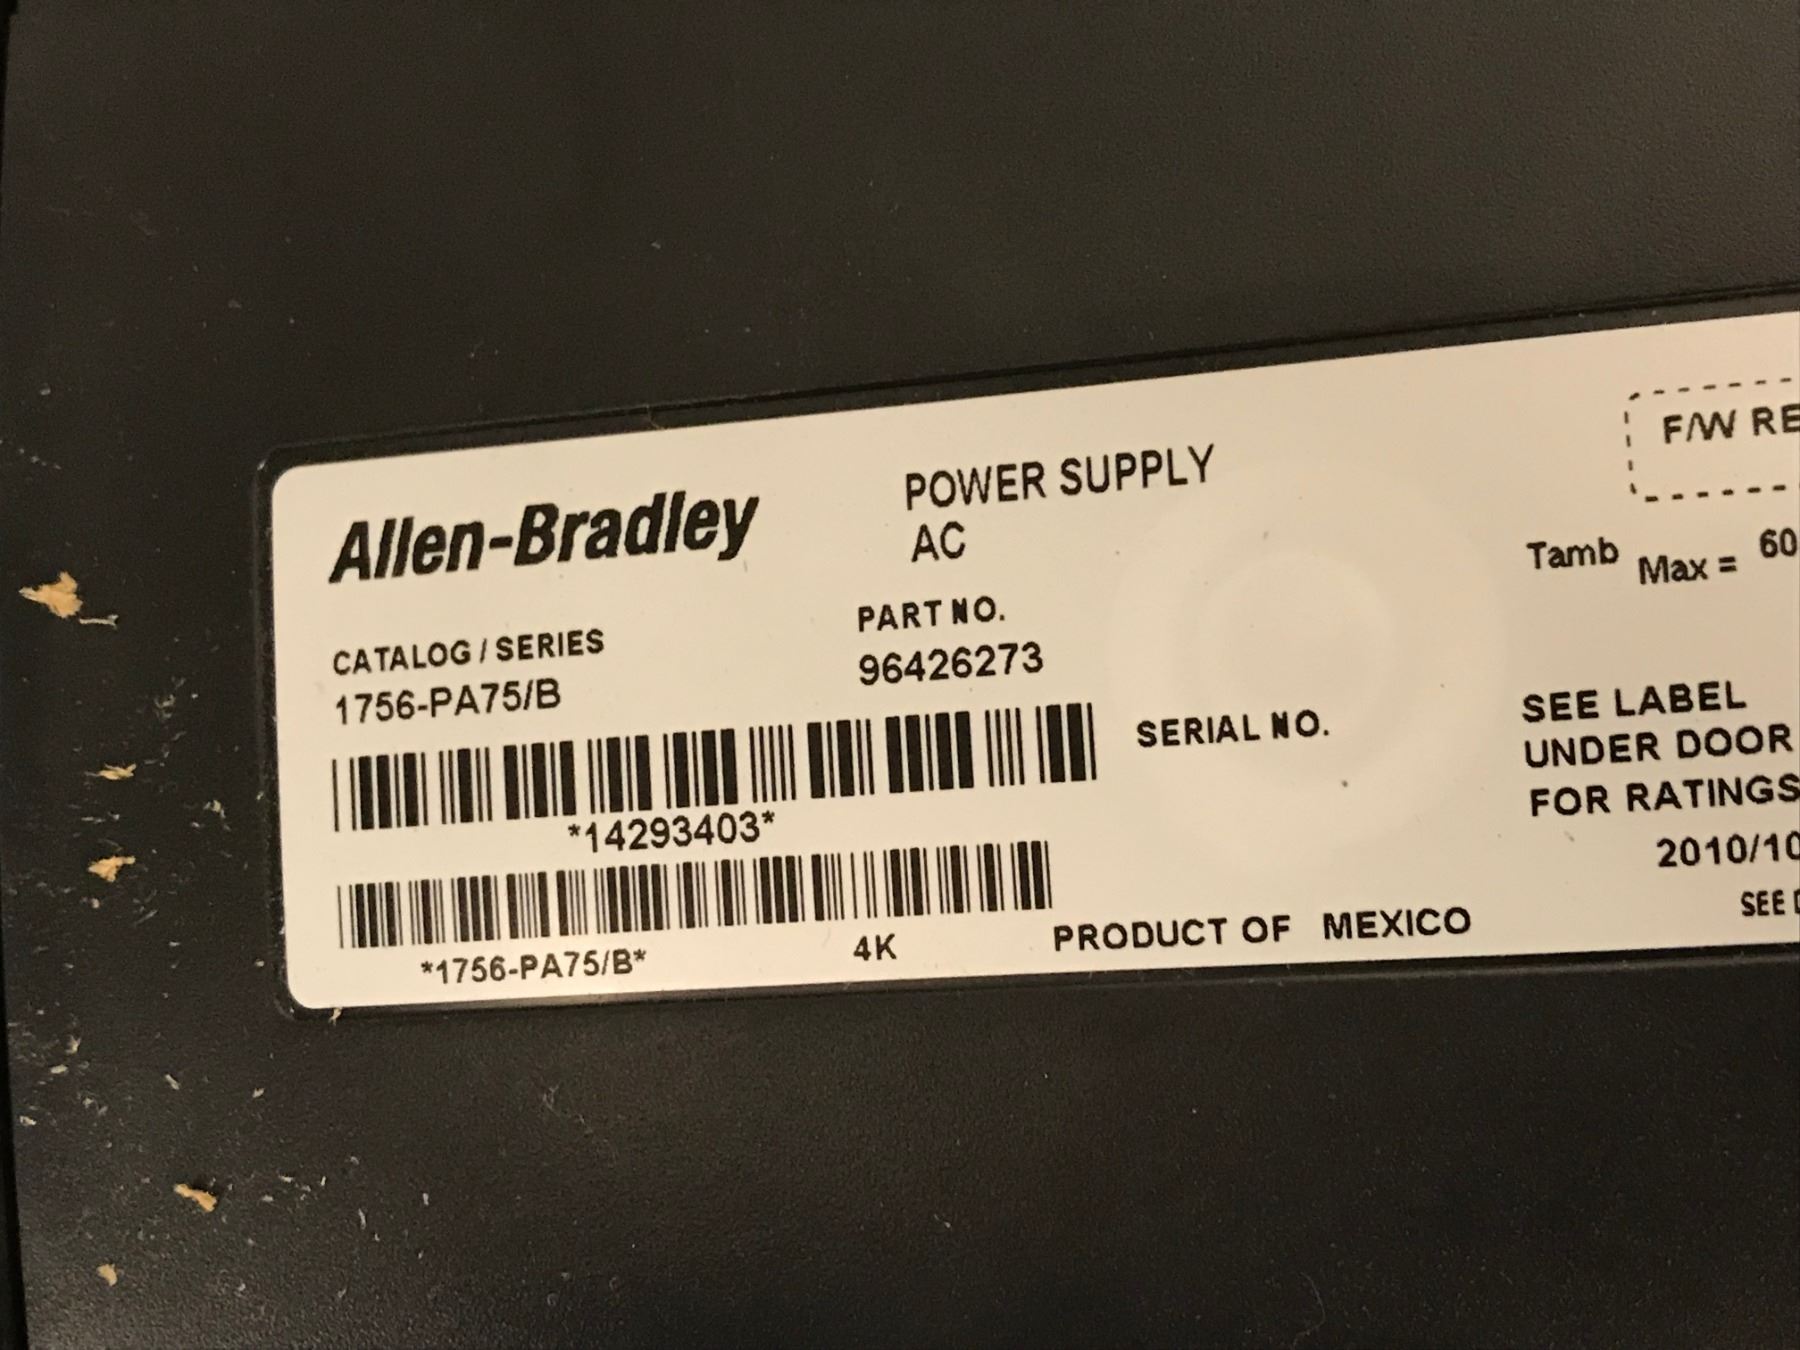 Allen-Bradley
POWER SUPPLY
AC
CATALOG / SERIES
1756-PA75/B
PART NO.
96426273
*14293403*
SERIAL NO.
*1756-PA75/B*
4K
PRODUCT OF MEXICO
F/W RE
Tamb Max = 60
SEE LABEL
UNDER DOOR
FOR RATINGS
2010/10
SEE